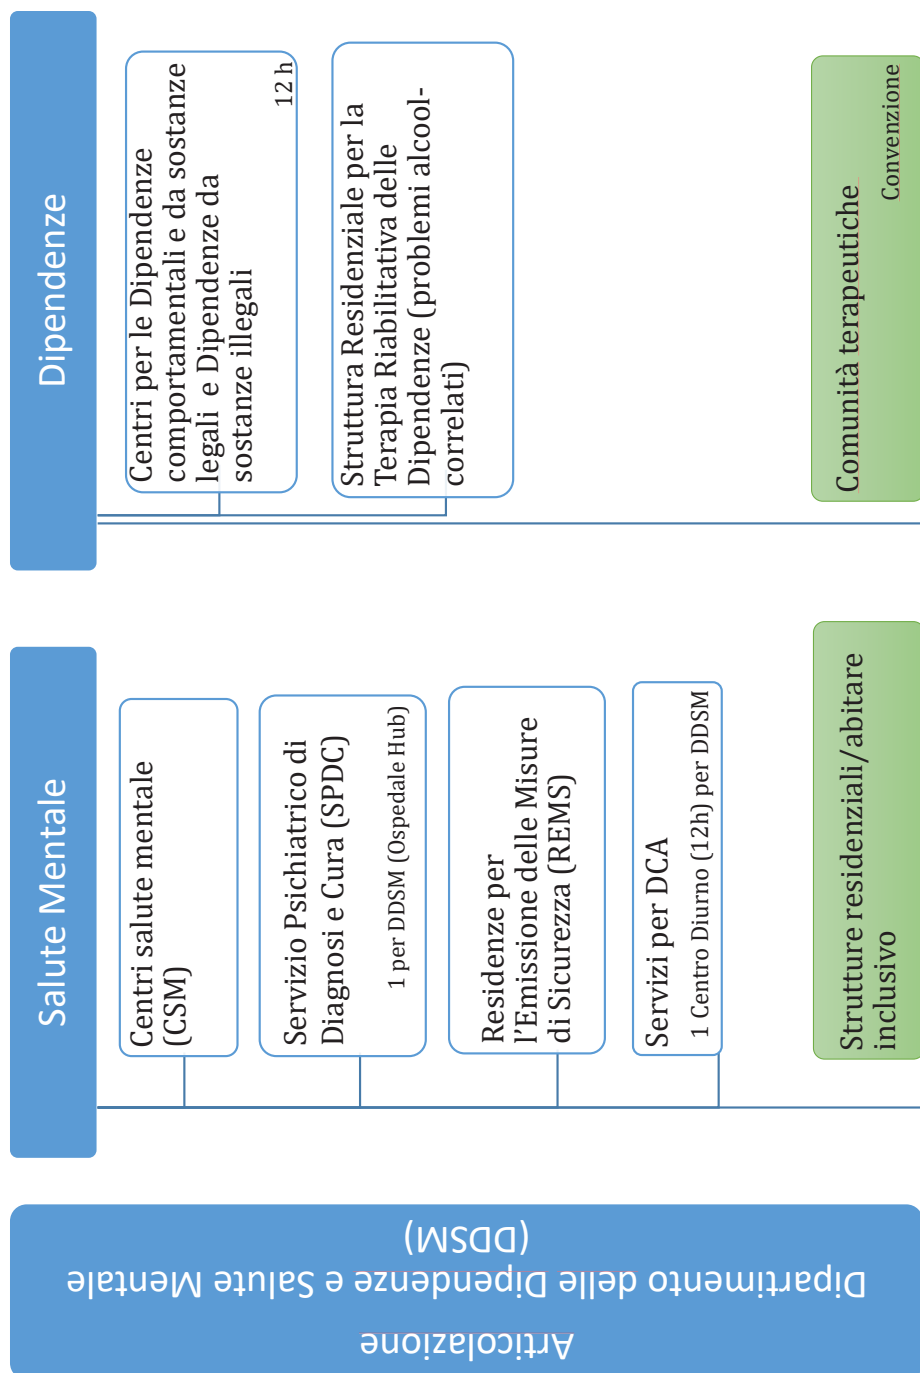 Articolazione
Dipartimento delle Dipendenze e Salute Mentale
(DDSM)
Salute Mentale
Centri salute mentale
(CSM)
Servizio Psichiatrico di
Diagnosi e Cura (SPDC)
1 per DDSM (Ospedale Hub)
Residenze per
l'Emissione delle Misure
di Sicurezza (REMS)
Servizi per DCA
1 Centro Diurno (12h) per DDSM
Strutture residenziali/abitare
inclusivo
Dipendenze
Centri per le Dipendenze
comportamentali e da sostanze
legali e Dipendenze da
sostanze illegali
12 h
Struttura Residenziale per la
Terapia Riabilitativa delle
Dipendenze (problemi alcool-
correlati)
Comunità terapeutiche
Convenzione